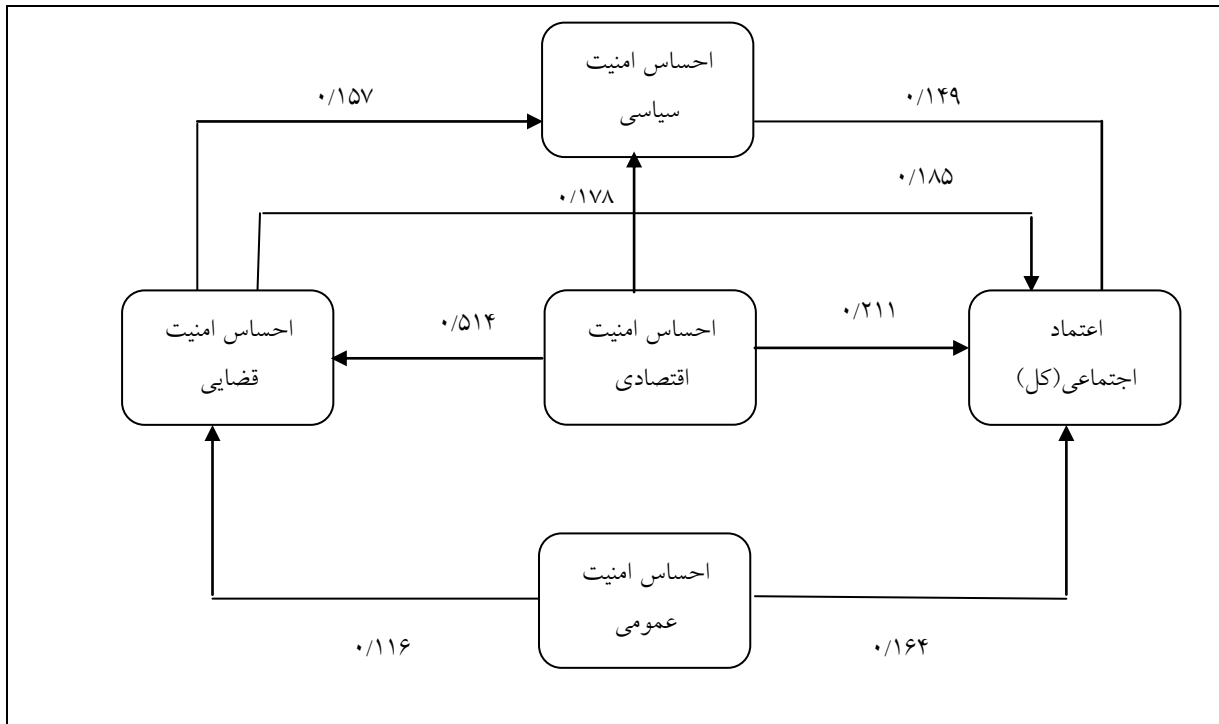 احساس امنیت
سیاسی
۰/۱۴۹
۰/۱۵۷
۰/۱۸۵
۰/۱۷۸
اعتماد
اجتماعی(کل)
۰/۲۱۱
احساس امنیت
اقتصادی
۰/۵۱۴
احساس امنیت
قضایی
احساس امنیت
عمومی
۰/۱۶۴
۰/۱۱۶